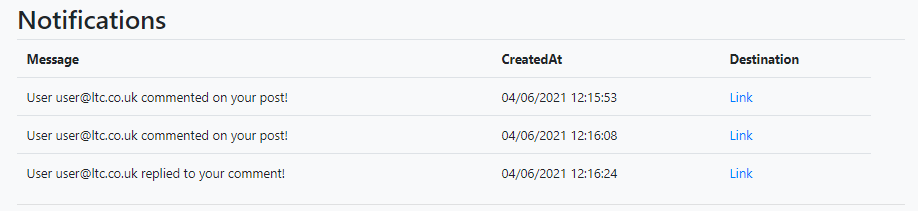 Notifications
Message CreatedAt Destination
User user@ltc.co.uk commented on your post! 04/06/2021 12:15:53 Link
User user@ltc.co.uk commented on your post! 04/06/2021 12:16:08 Link
User user@ltc.co.uk replied to your comment! 04/06/2021 12:16:24 Link